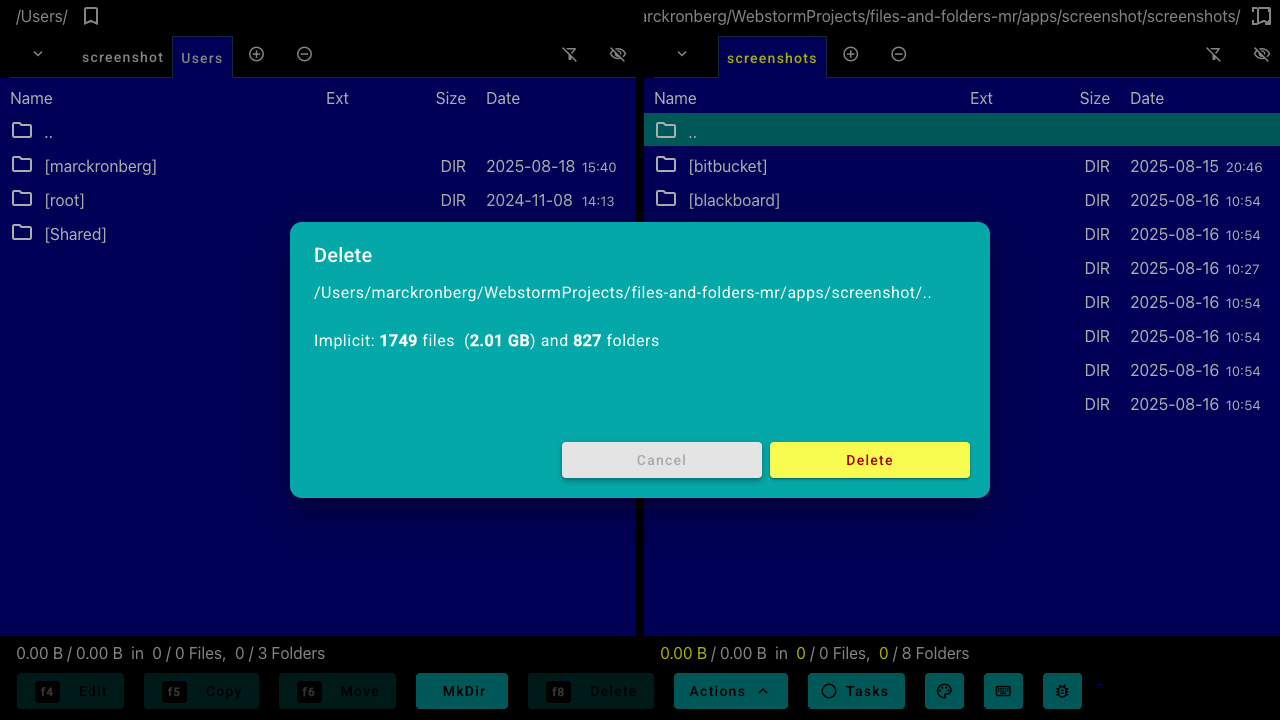 /Users/
arckronberg/WebstormProjects/files-and-folders-mr/apps/screenshot/screenshots/
screenshot Users
screenshots
Name Ext Size Date
..
[marckronberg] DIR 2025-08-18 15:40
[root] DIR 2024-11-08 14:13
[Shared]
Name Ext Size Date
..
[bitbucket] DIR 2025-08-15 20:46
[blackboard] DIR 2025-08-16 10:54
DIR 2025-08-16 10:54
DIR 2025-08-16 10:27
DIR 2025-08-16 10:54
DIR 2025-08-16 10:54
DIR 2025-08-16 10:54
DIR 2025-08-16 10:54
Delete
/Users/marckronberg/WebstormProjects/files-and-folders-mr/apps/screenshot/..
Implicit: 1749 files (2.01 GB) and 827 folders
Cancel Delete
0.00 B / 0.00 B in 0 / 0 Files, 0 / 3 Folders
0.00 B / 0.00 B in 0 / 0 Files, 0 / 8 Folders
f4 Edit f5 Copy f6 Move MkDir f8 Delete Actions Tasks